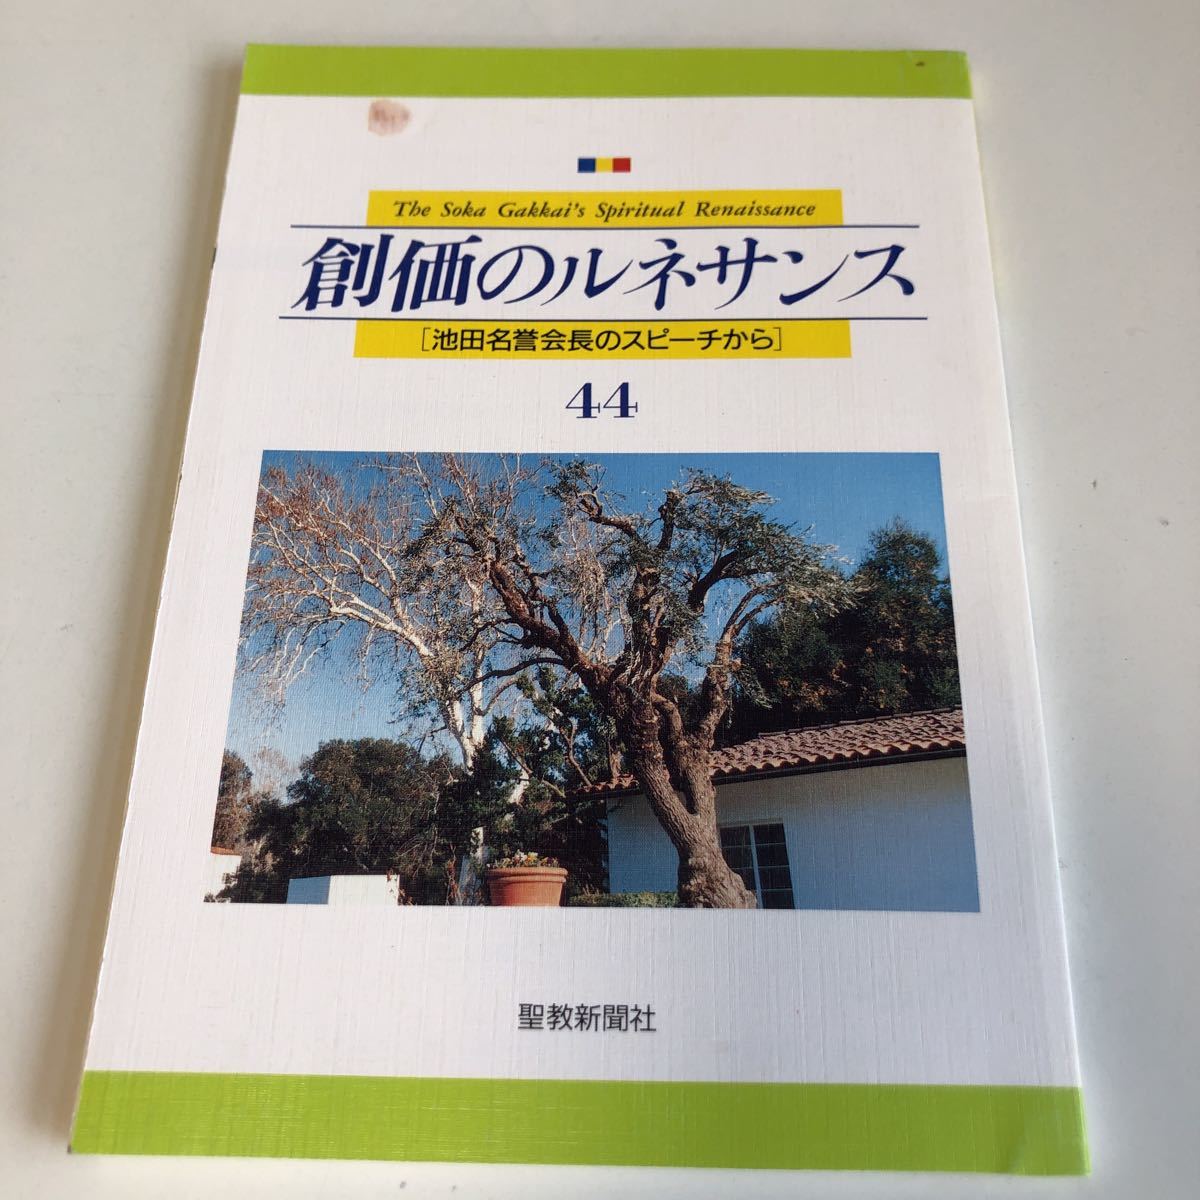 The Soka Gakkai's Spiritual Renaissance
創価のルネサンス
[池田名誉会長のスピーチから]
44
聖教新聞社